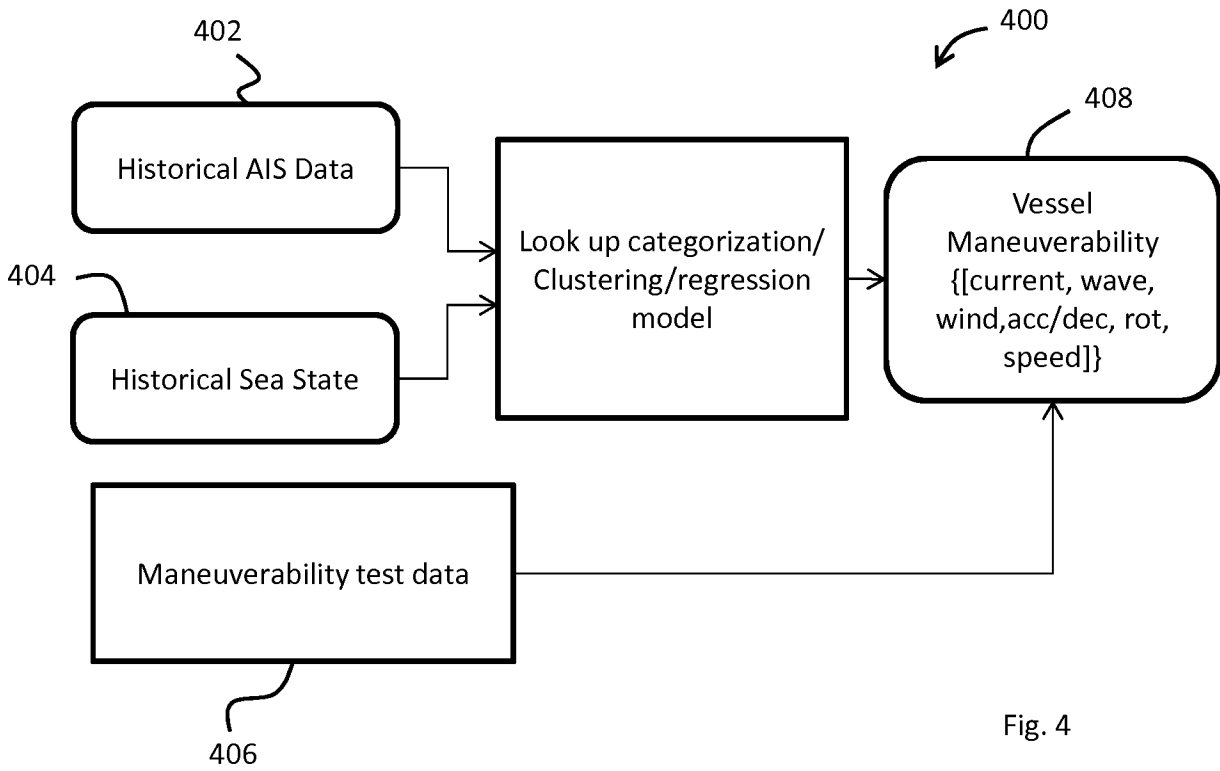 400
402
408
Historical AIS Data
Vessel
Maneuverability
{[current, wave,
wind,acc/dec, rot,
speed]}
Look up categorization/
Clustering/regression
model
404
Historical Sea State
Maneuverability test data
406
Fig. 4